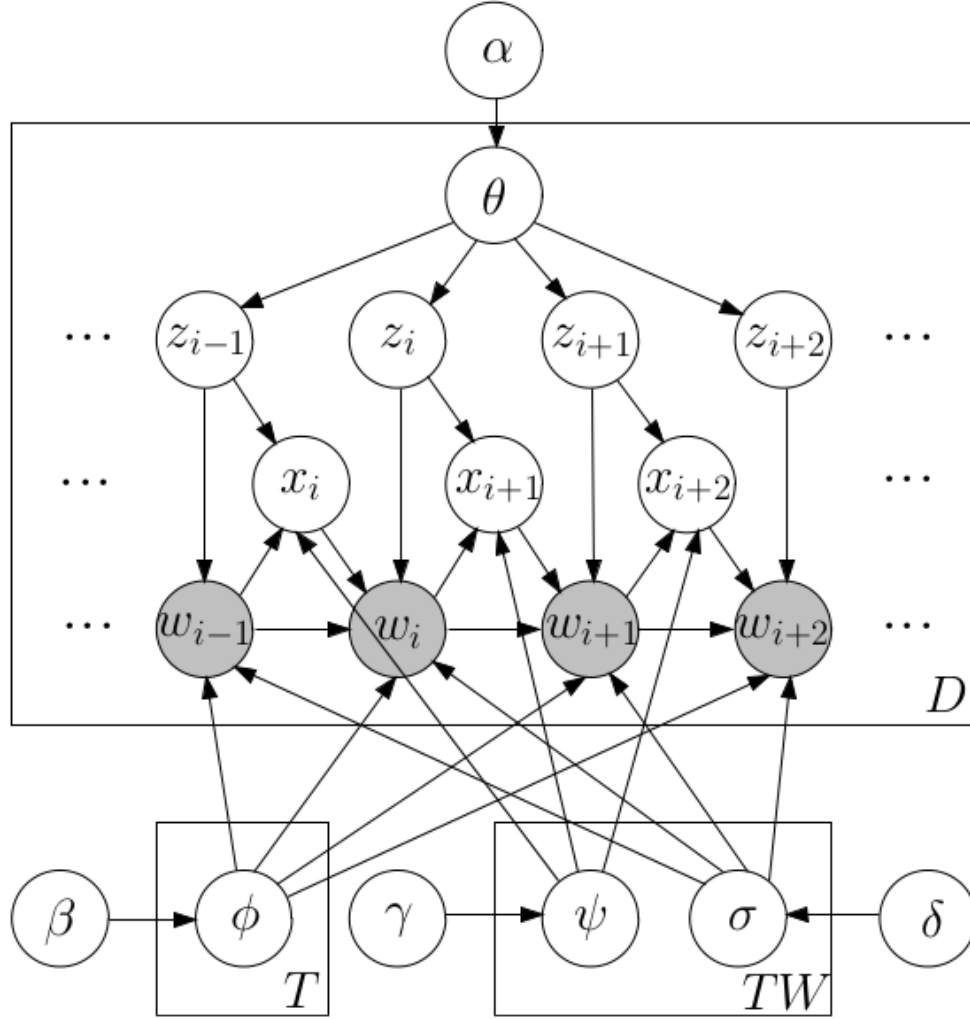 α
θ
⋯ z_{i−1} z_i z_{i+1} z_{i+2} ⋯
⋯ x_i x_{i+1} x_{i+2} ⋯
⋯ w_{i−1} w_i w_{i+1} w_{i+2} ⋯
D
β ϕ γ ψ σ δ
T TW